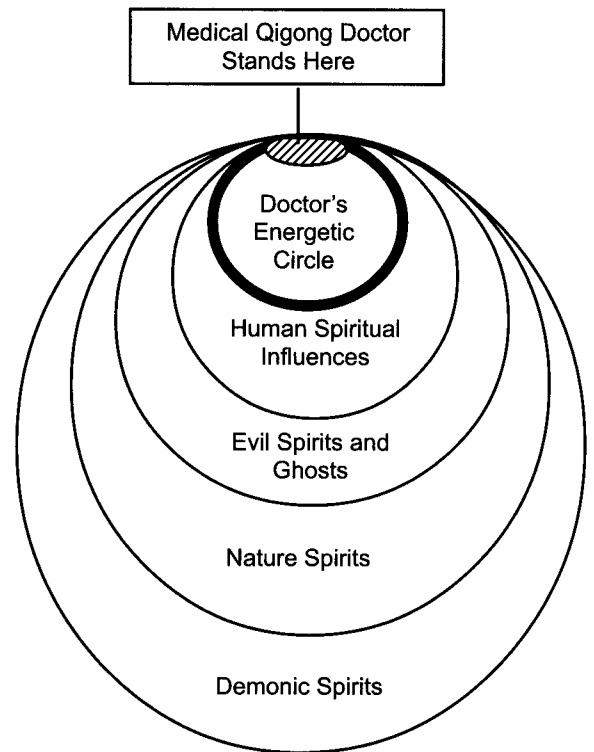 Medical Qigong Doctor
Stands Here
Doctor's
Energetic
Circle
Human Spiritual
Influences
Evil Spirits and
Ghosts
Nature Spirits
Demonic Spirits